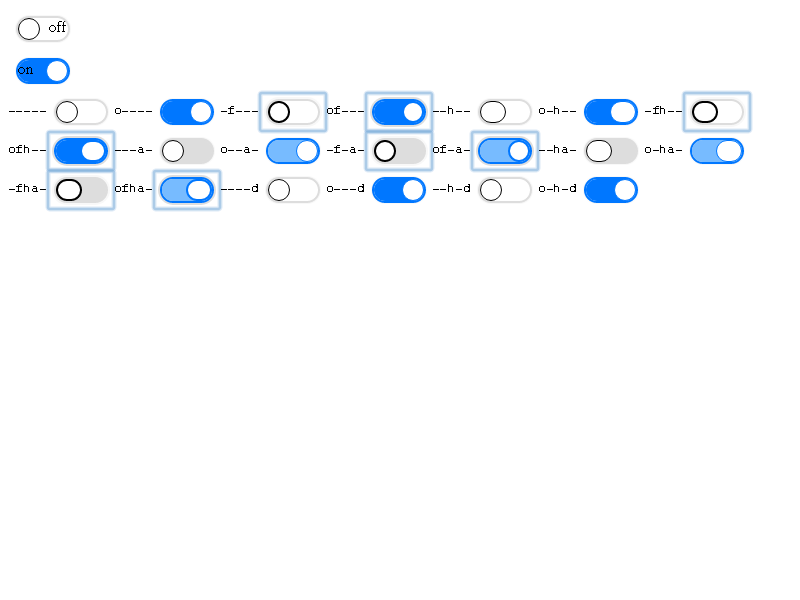 off
on
----- o---- -f--- of--- --h-- o-h-- -fh--
ofh-- ---a- o--a- -f-a- of-a- --ha- o-ha-
-fha- ofha- ----d o---d --h-d o-h-d